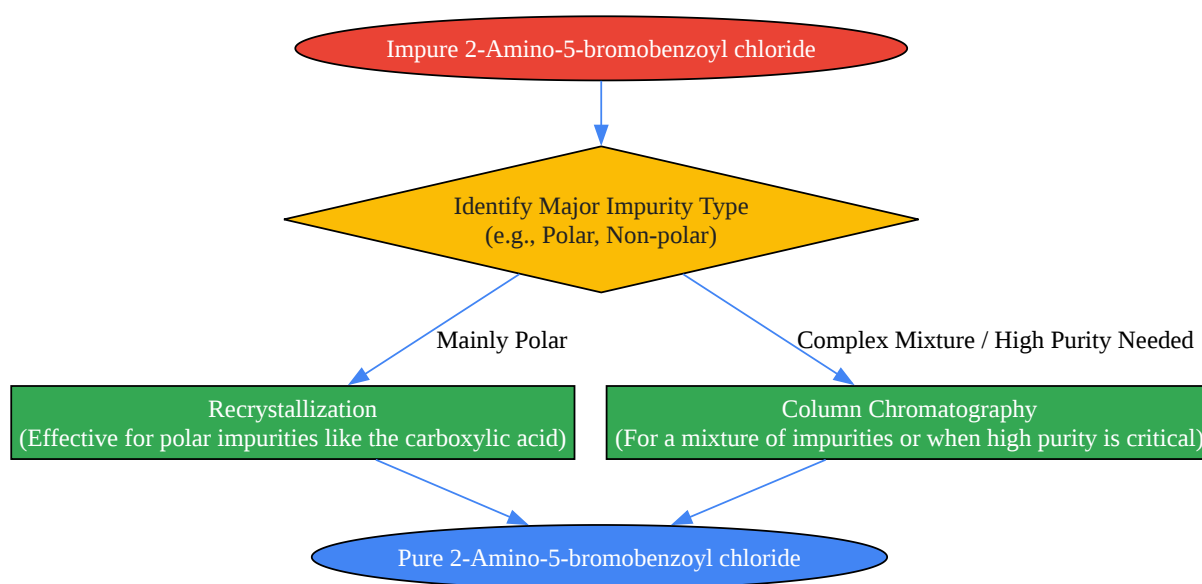 Impure 2-Amino-5-bromobenzoyl chloride
Identify Major Impurity Type
(e.g., Polar, Non-polar)
Mainly Polar
Complex Mixture / High Purity Needed
Recrystallization
(Effective for polar impurities like the carboxylic acid)
Column Chromatography
(For a mixture of impurities or when high purity is critical)
Pure 2-Amino-5-bromobenzoyl chloride